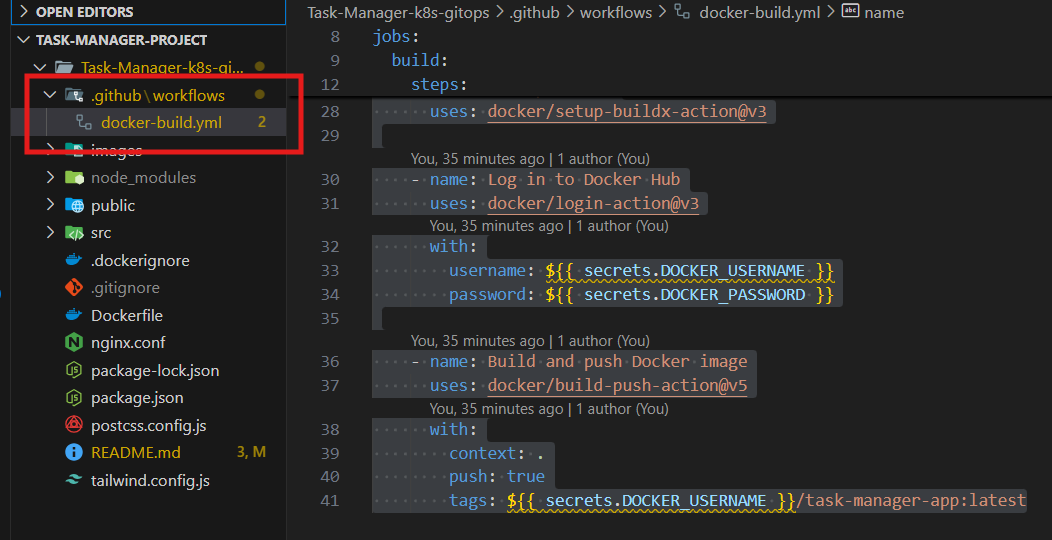 OPEN EDITORS
TASK-MANAGER-PROJECT
Task-Manager-k8s-gi...
.github\workflows
docker-build.yml 2
images
node_modules
public
src
.dockerignore
.gitignore
Dockerfile
nginx.conf
package-lock.json
package.json
postcss.config.js
README.md 3, M
tailwind.config.js
Task-Manager-k8s-gitops > .github > workflows > docker-build.yml > abc name
8 jobs:
9 build:
12 steps:
28 uses: docker/setup-buildx-action@v3
29
You, 35 minutes ago | 1 author (You)
30 - name: Log in to Docker Hub
31 uses: docker/login-action@v3
You, 35 minutes ago | 1 author (You)
32 with:
33 username: ${{ secrets.DOCKER_USERNAME }}
34 password: ${{ secrets.DOCKER_PASSWORD }}
35
You, 35 minutes ago | 1 author (You)
36 - name: Build and push Docker image
37 uses: docker/build-push-action@v5
You, 35 minutes ago | 1 author (You)
38 with:
39 context: .
40 push: true
41 tags: ${{ secrets.DOCKER_USERNAME }}/task-manager-app:latest